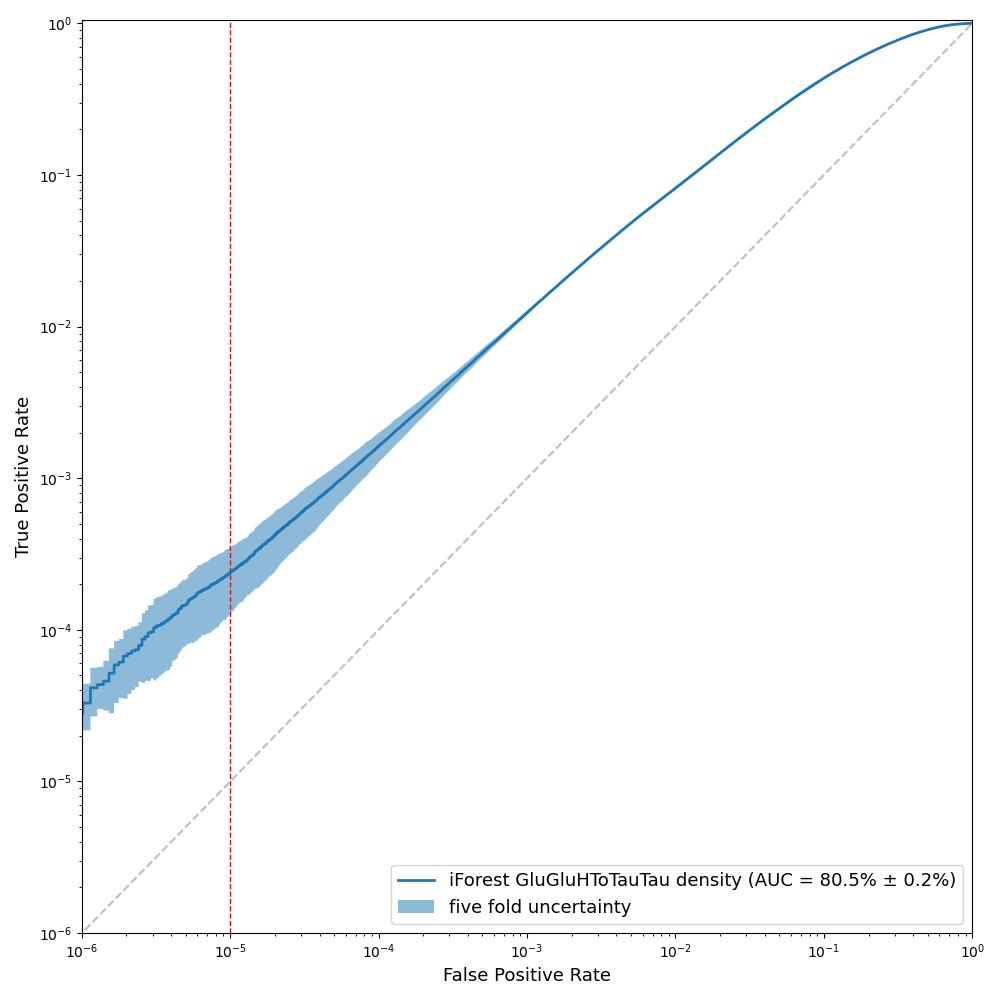 True Positive Rate
10⁰
10⁻¹
10⁻²
10⁻³
10⁻⁴
10⁻⁵
10⁻⁶
iForest GluGluHToTauTau density (AUC = 80.5% ± 0.2%)
five fold uncertainty
10⁻⁶ 10⁻⁵ 10⁻⁴ 10⁻³ 10⁻² 10⁻¹ 10⁰
False Positive Rate